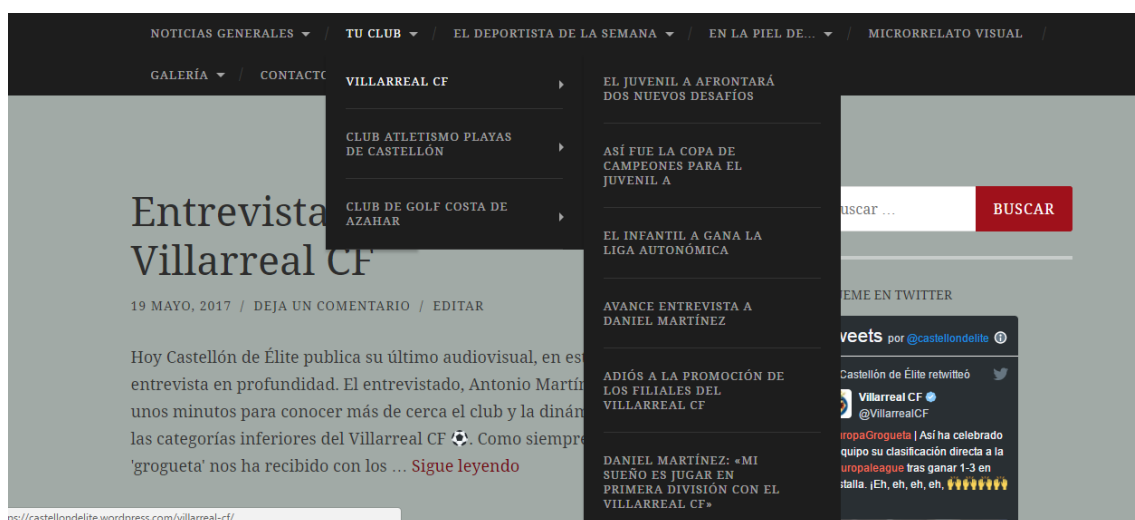 NOTICIAS GENERALES / TU CLUB / EL DEPORTISTA DE LA SEMANA / EN LA PIEL DE... / MICRORRELATO VISUAL /
GALERÍA / CONTACTO
VILLARREAL CF
CLUB ATLETISMO PLAYAS
DE CASTELLÓN
CLUB DE GOLF COSTA DE
AZAHAR
EL JUVENIL A AFRONTARÁ
DOS NUEVOS DESAFÍOS
ASÍ FUE LA COPA DE
CAMPEONES PARA EL
JUVENIL A
EL INFANTIL A GANA LA
LIGA AUTONÓMICA
AVANCE ENTREVISTA A
DANIEL MARTÍNEZ
ADIÓS A LA PROMOCIÓN DE
LOS FILIALES DEL
VILLARREAL CF
DANIEL MARTÍNEZ: «MI
SUEÑO ES JUGAR EN
PRIMERA DIVISIÓN CON EL
VILLARREAL CF»
Entrevista
Villarreal CF
19 MAYO, 2017 / DEJA UN COMENTARIO / EDITAR
Hoy Castellón de Élite publica su último audiovisual, en
entrevista en profundidad. El entrevistado, Antonio
unos minutos para conocer más de cerca el club y la
las categorías inferiores del Villarreal CF ⚽. Como siempre
'grogueta' nos ha recibido con los … Sigue leyendo
uscar …
BUSCAR
EME EN TWITTER
weets por @castellondelite
Castellón de Élite retwitteó
Villarreal CF
@VillarrealCF
ropaGrogueta | Así ha celebrado
quipo su clasificación directa a la
uropaleague tras ganar 1-3 en
stalla. ¡Eh, eh, eh, eh, 🙌🙌🙌🙌
ps://castellondelite.wordpress.com/villarreal-cf/